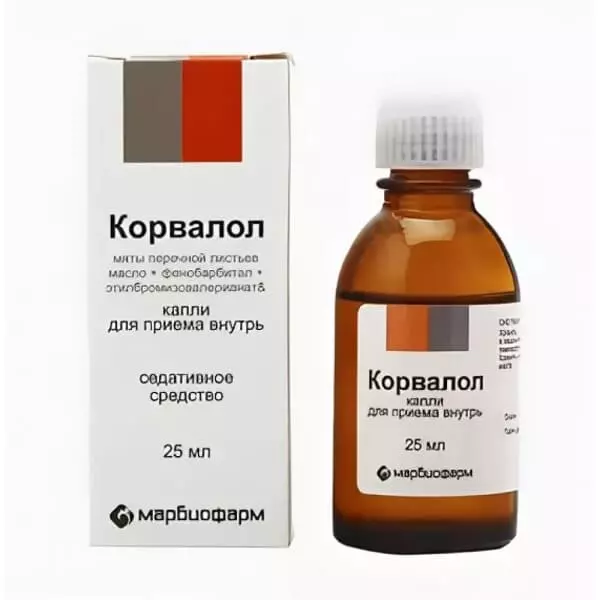 Корвалол
мяты перечной листьев
масло • фенобарбитал •
этилбромизовалерианат&
капли
для приема внутрь
седативное
средство
25 мл
марбиофарм
Корвалол
капли
для приема внутрь
25 мл
марбиофарм